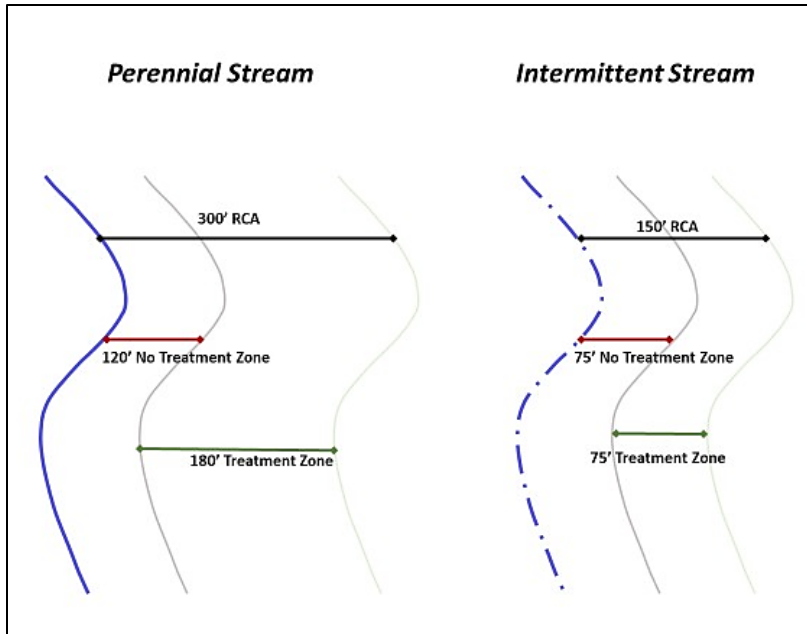 Perennial Stream
300' RCA
120' No Treatment Zone
180' Treatment Zone
Intermittent Stream
150' RCA
75' No Treatment Zone
75' Treatment Zone